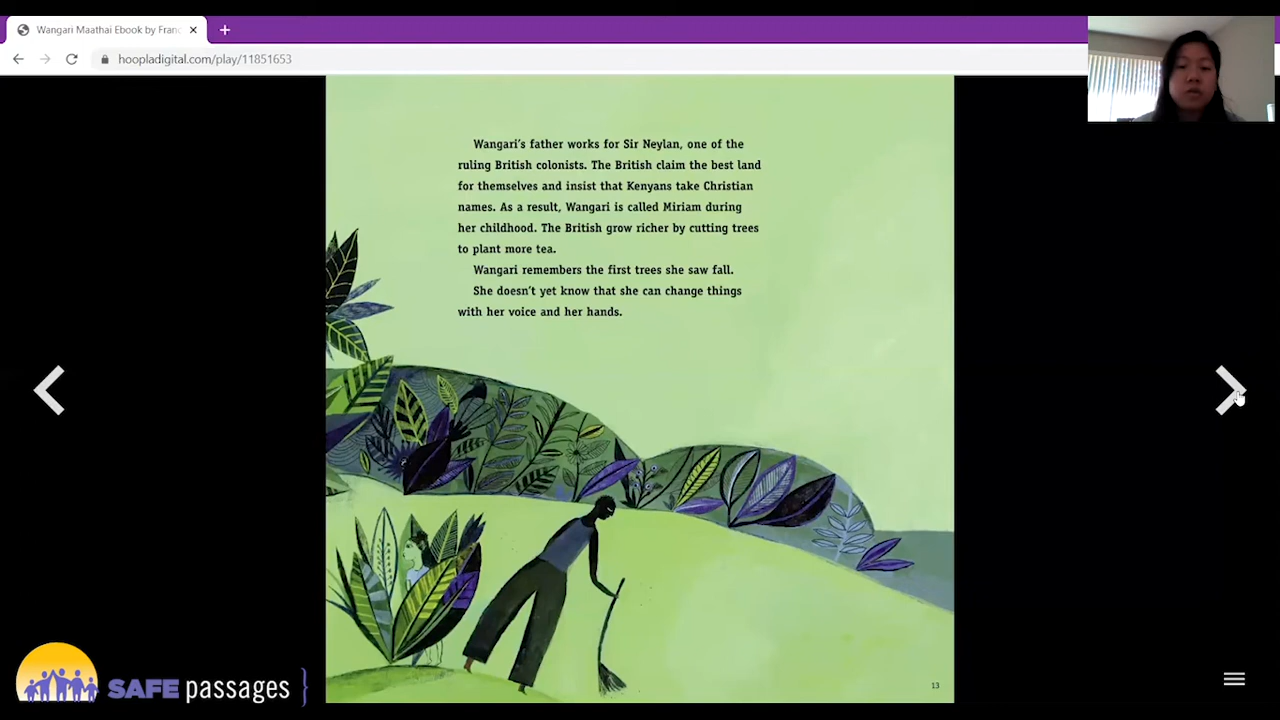 Wangari Maathai Ebook by Franc
hoopladigital.com/play/11851653
Wangari's father works for Sir Neylan, one of the
ruling British colonists. The British claim the best land
for themselves and insist that Kenyans take Christian
names. As a result, Wangari is called Miriam during
her childhood. The British grow richer by cutting trees
to plant more tea.
Wangari remembers the first trees she saw fall.
She doesn't yet know that she can change things
with her voice and her hands.
13
SAFE passages